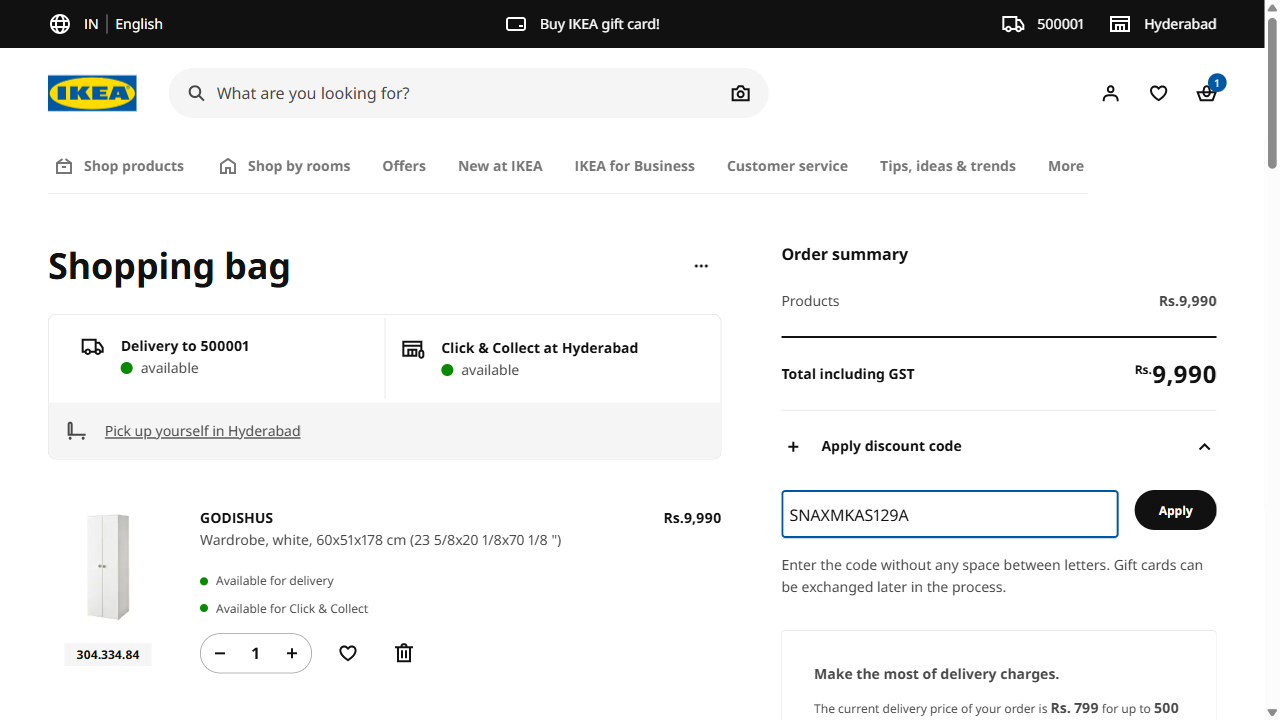 IN | English
Buy IKEA gift card!
500001
Hyderabad
IKEA
What are you looking for?
1
Shop products
Shop by rooms
Offers
New at IKEA
IKEA for Business
Customer service
Tips, ideas & trends
More
Shopping bag
...
Delivery to 500001
available
Click & Collect at Hyderabad
available
Pick up yourself in Hyderabad
GODISHUS
Rs.9,990
Wardrobe, white, 60x51x178 cm (23 5/8x20 1/8x70 1/8 ")
Available for delivery
Available for Click & Collect
304.334.84
1
Order summary
Products
Rs.9,990
Total including GST
Rs.9,990
Apply discount code
SNAXMKAS129A
Apply
Enter the code without any space between letters. Gift cards can
be exchanged later in the process.
Make the most of delivery charges.
The current delivery price of your order is Rs. 799 for up to 500